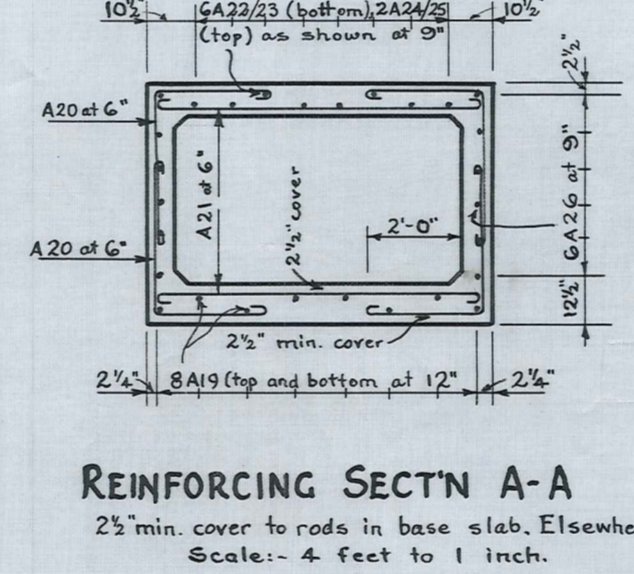 10½" 6A22/23 (bottom), 2A24/25 10½"
(top) as shown at 9"
2½"
A20 at 6"
A21 at 6"
2½" cover
2'-0"
6A26 at 9"
A20 at 6"
12½"
2½" min. cover
2¼" 8A19 (top and bottom at 12" 2¼"
REINFORCING SECT'N A-A
2½" min. cover to rods in base slab. Elsewhe
Scale:- 4 feet to 1 inch.